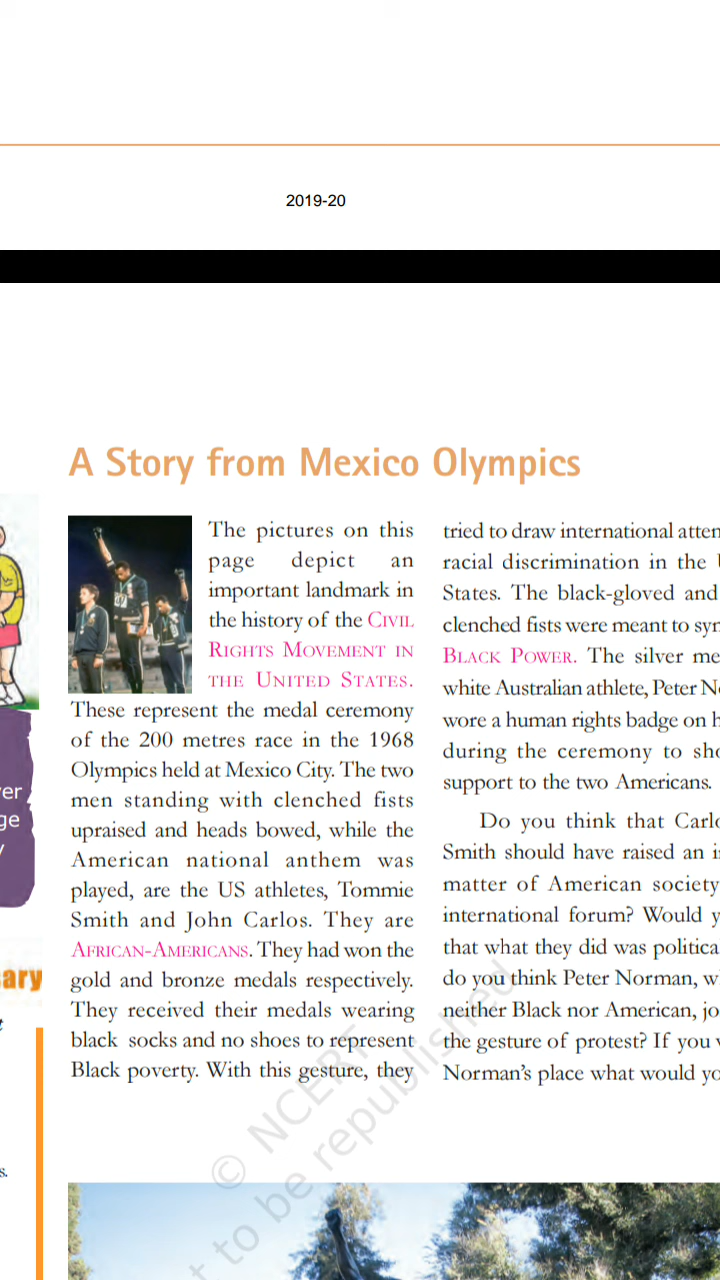 2019-20
A Story from Mexico Olympics
The pictures on this
page depict an
important landmark in
the history of the CIVIL
RIGHTS MOVEMENT IN
THE UNITED STATES.
These represent the medal ceremony
of the 200 metres race in the 1968
Olympics held at Mexico City. The two
men standing with clenched fists
upraised and heads bowed, while the
American national anthem was
played, are the US athletes, Tommie
Smith and John Carlos. They are
AFRICAN-AMERICANS. They had won the
gold and bronze medals respectively.
They received their medals wearing
black socks and no shoes to represent
Black poverty. With this gesture, they
tried to draw international atten
racial discrimination in the
States. The black-gloved and
clenched fists were meant to
BLACK POWER. The silver me
white Australian athlete, Peter
wore a human rights badge on h
during the ceremony to sho
support to the two Americans.
Do you think that Carlo
Smith should have raised an i
matter of American society
international forum? Would y
that what they did was politica
do you think Peter Norman, w
neither Black nor American, jo
the gesture of protest? If you
Norman's place what would yo
er
ge
y
ary
t
s.
© NCERT
t to be republished